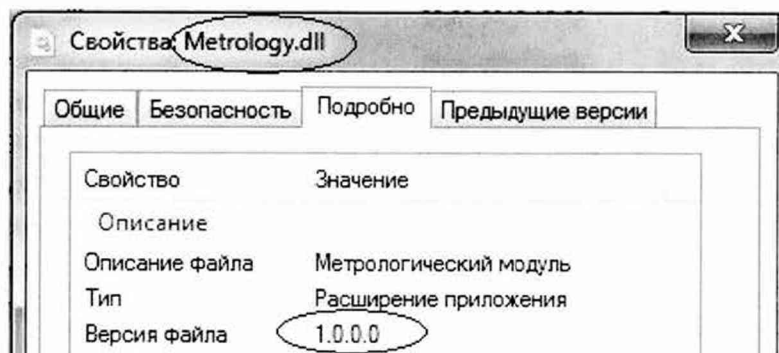 Свойства: Metrology.dll
Общие Безопасность Подробно Предыдущие версии
Свойство Значение
Описание
Описание файла Метрологический модуль
Тип Расширение приложения
Версия файла 1.0.0.0